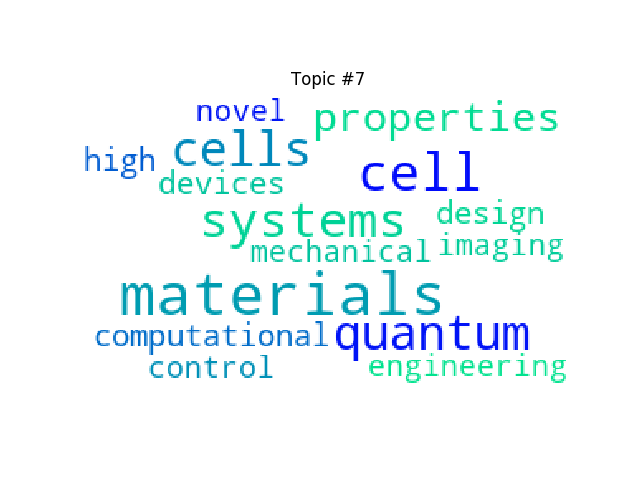 Topic #7
novel
properties
high
cells
cell
devices
systems
design
mechanical
imaging
materials
computational
quantum
control
engineering